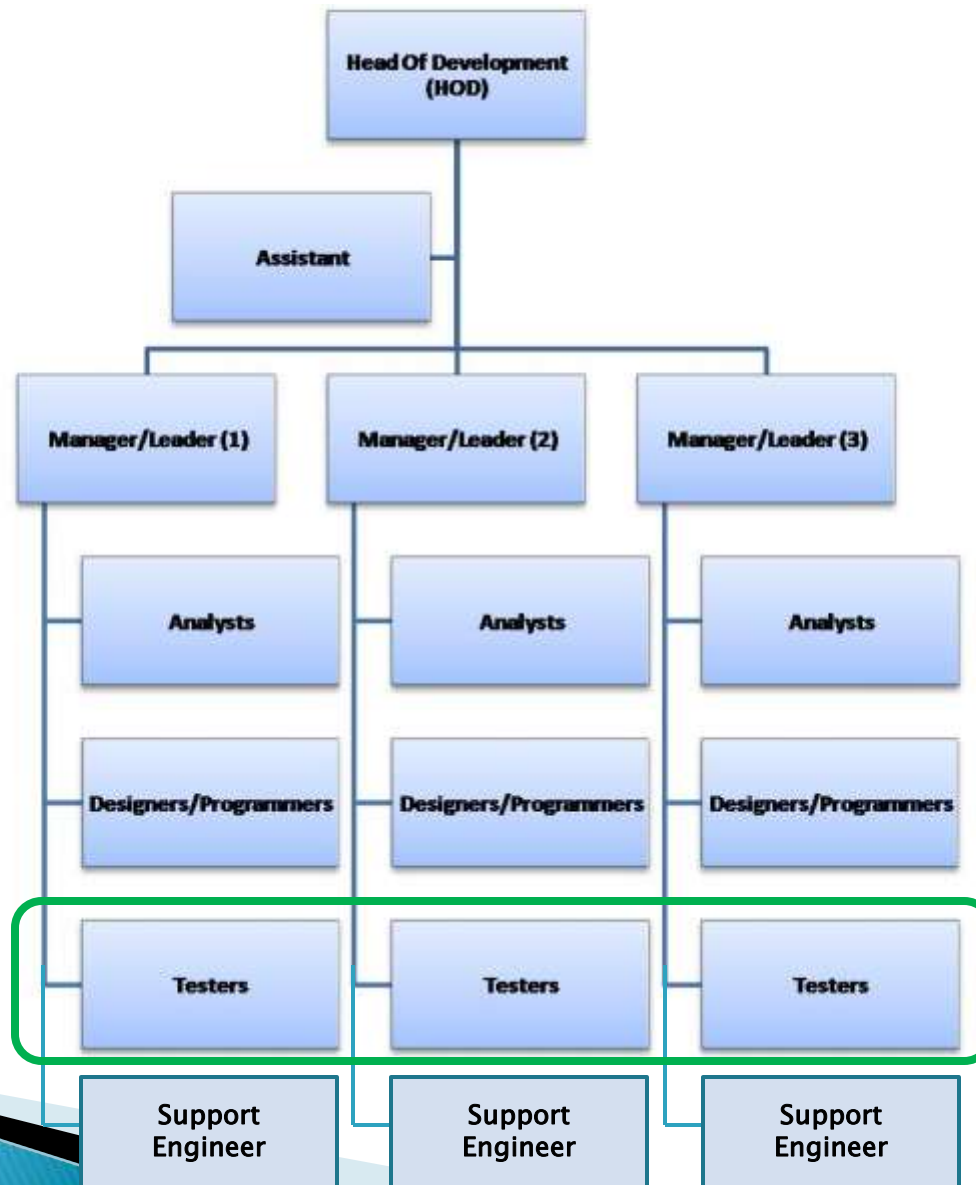 Head Of Development
(HOD)
Assistant
Manager/Leader (1)
Manager/Leader (2)
Manager/Leader (3)
Analysts
Analysts
Analysts
Designers/Programmers
Designers/Programmers
Designers/Programmers
Testers
Testers
Testers
Support
Engineer
Support
Engineer
Support
Engineer